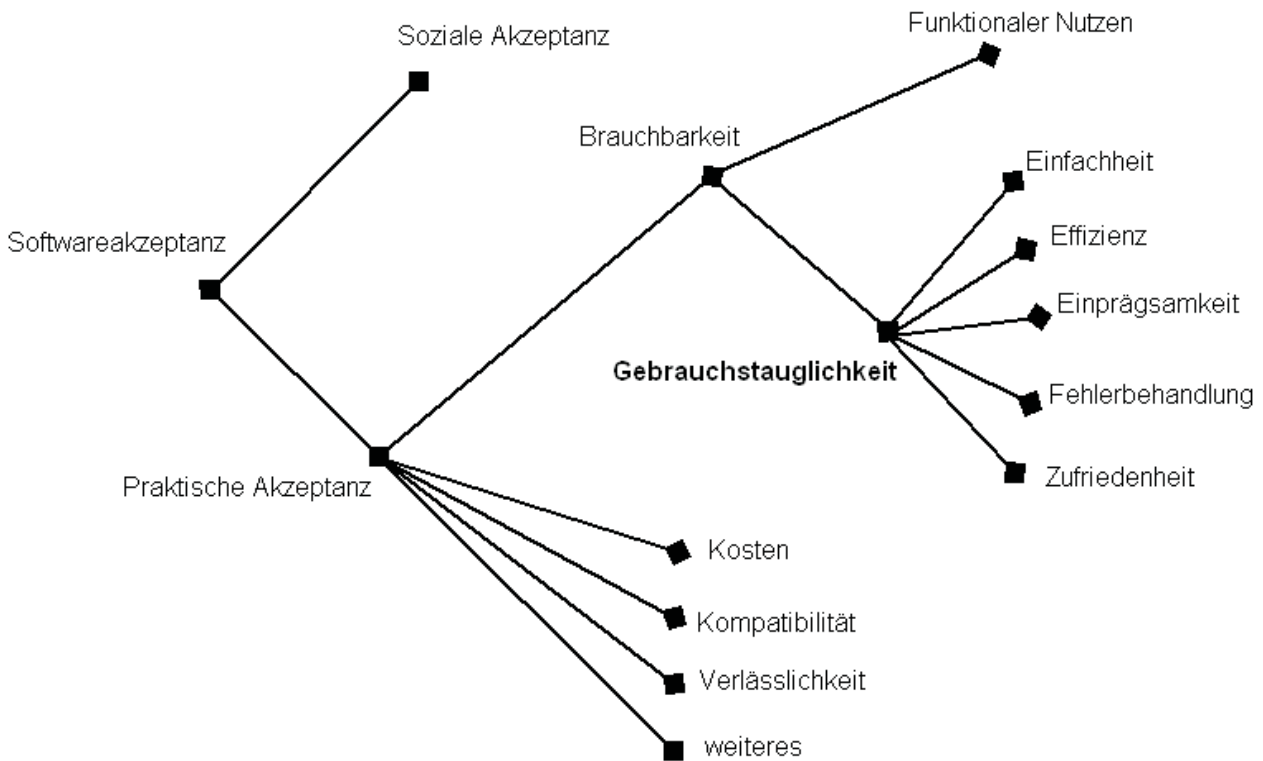 Funktionaler Nutzen
Soziale Akzeptanz
Brauchbarkeit
Einfachheit
Effizienz
Softwareakzeptanz
Einprägsamkeit
Gebrauchstauglichkeit
Fehlerbehandlung
Zufriedenheit
Praktische Akzeptanz
Kosten
Kompatibilität
Verlässlichkeit
weiteres